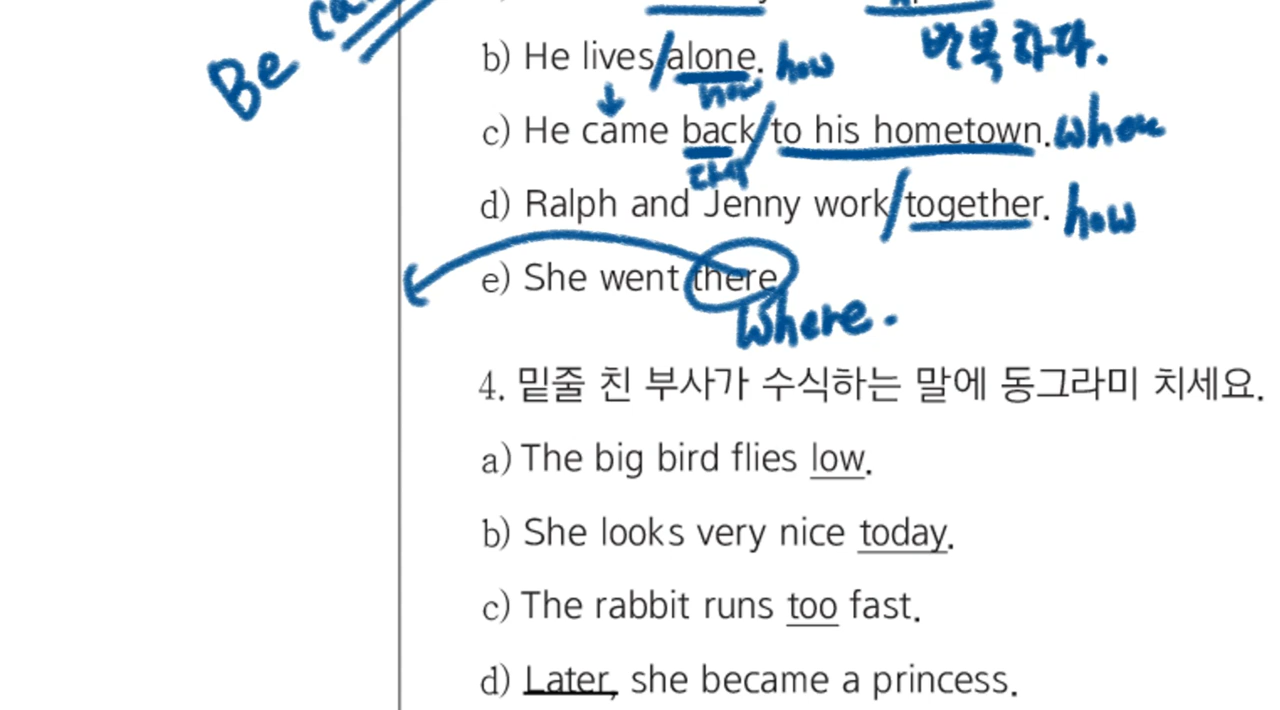 Be
b) He lives/alone. how 반복하다.
how
c) He came back/to his hometown. where
다시
d) Ralph and Jenny work/together. how
e) She went there
where.
4. 밑줄 친 부사가 수식하는 말에 동그라미 치세요.
a) The big bird flies low.
b) She looks very nice today.
c) The rabbit runs too fast.
d) Later, she became a princess.